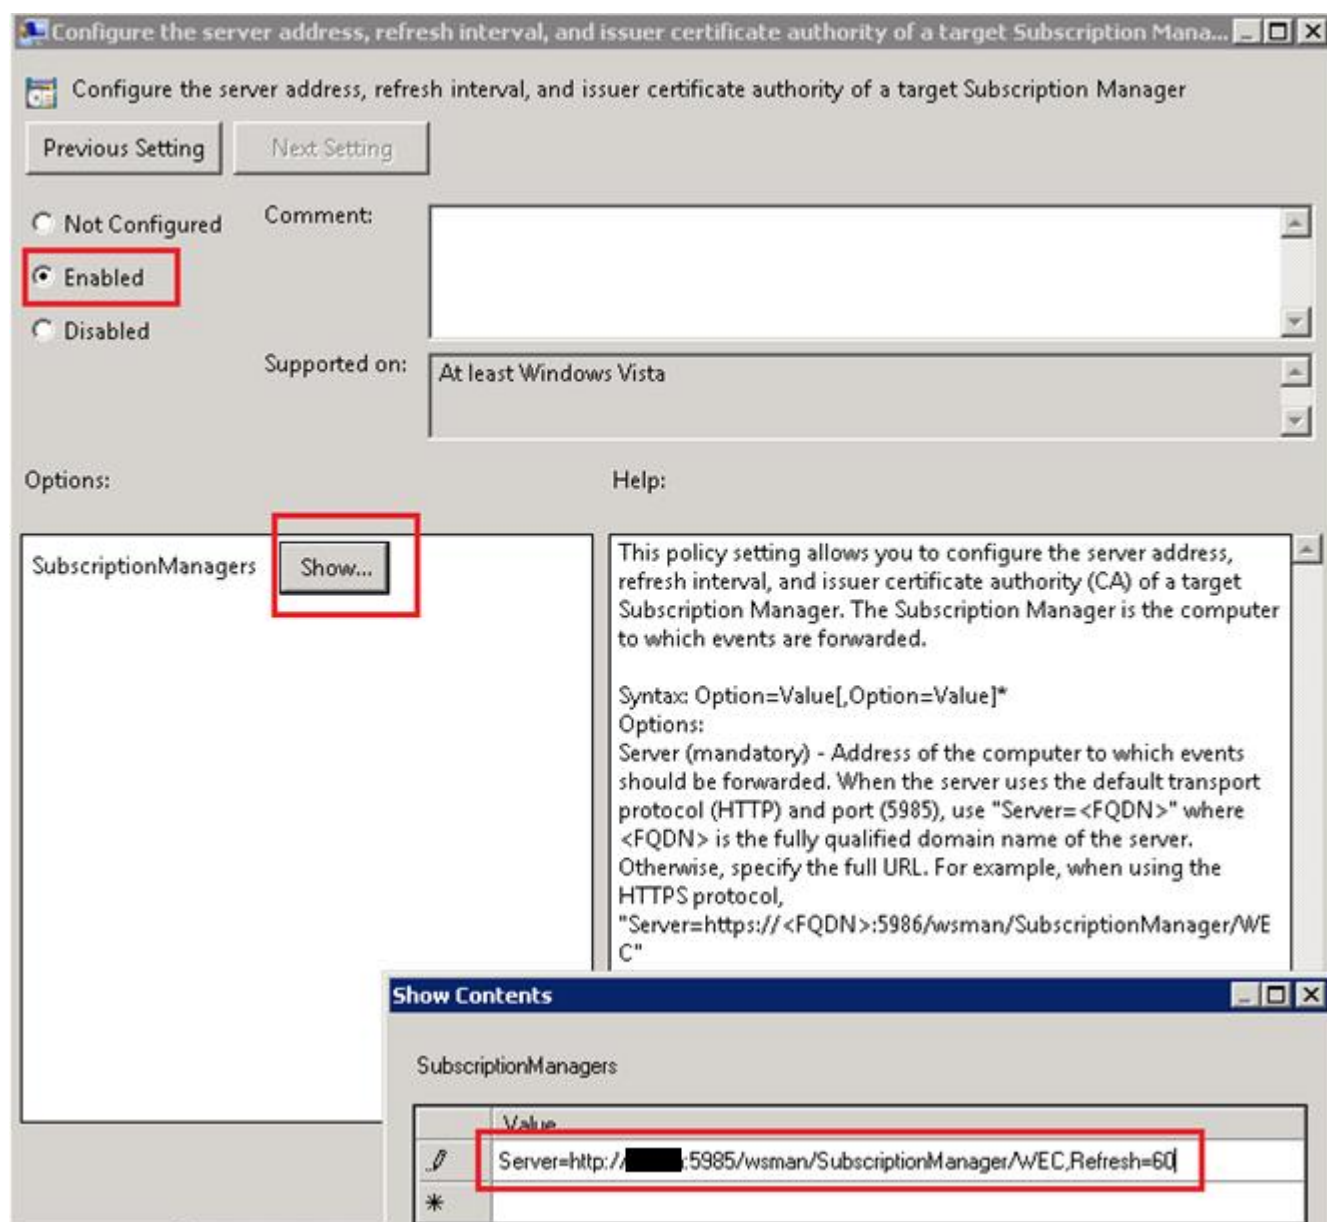 Configure the server address, refresh interval, and issuer certificate authority of a target Subscription Mana...
Configure the server address, refresh interval, and issuer certificate authority of a target Subscription Manager
Previous Setting
Next Setting
Not Configured
Comment:
Enabled
Disabled
Supported on:
At least Windows Vista
Options:
Help:
SubscriptionManagers
Show...
This policy setting allows you to configure the server address,
refresh interval, and issuer certificate authority (CA) of a target
Subscription Manager. The Subscription Manager is the computer
to which events are forwarded.
Syntax: Option=Value[,Option=Value]*
Options:
Server (mandatory) - Address of the computer to which events
should be forwarded. When the server uses the default transport
protocol (HTTP) and port (5985), use "Server=<FQDN>" where
<FQDN> is the fully qualified domain name of the server.
Otherwise, specify the full URL. For example, when using the
HTTPS protocol,
"Server=https://<FQDN>:5986/wsman/SubscriptionManager/WE
C"
Show Contents
SubscriptionManagers
Value
Server=http:// :5985/wsman/SubscriptionManager/WEC,Refresh=60
*